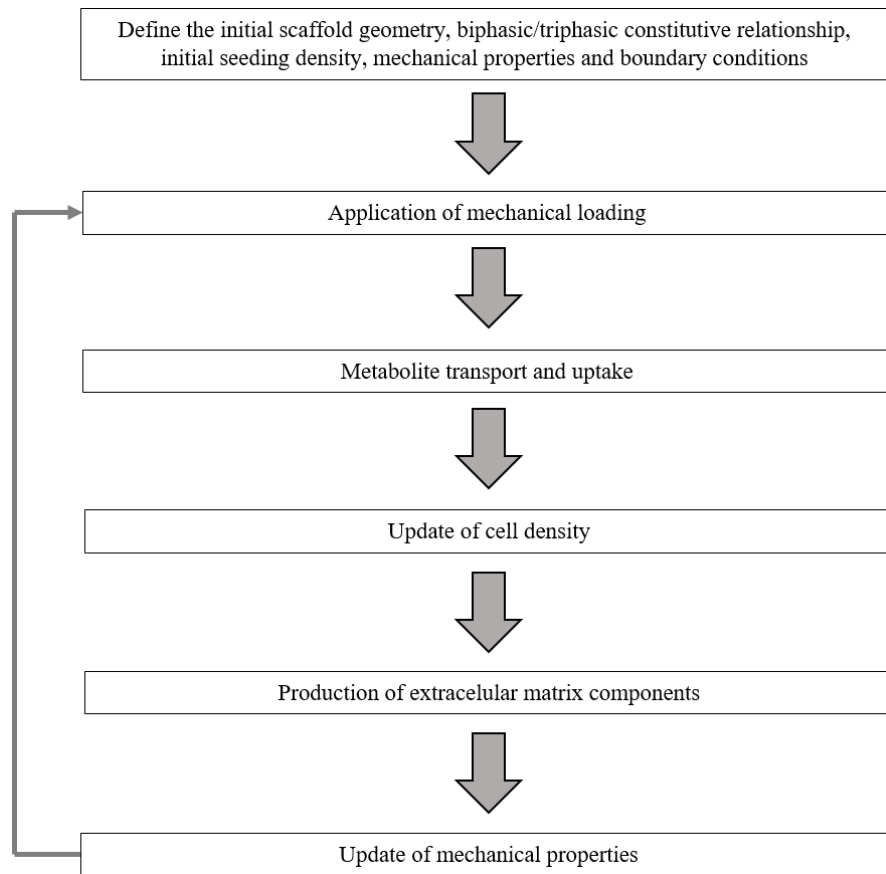 Define the initial scaffold geometry, biphasic/triphasic constitutive relationship,
initial seeding density, mechanical properties and boundary conditions
Application of mechanical loading
Metabolite transport and uptake
Update of cell density
Production of extracelular matrix components
Update of mechanical properties